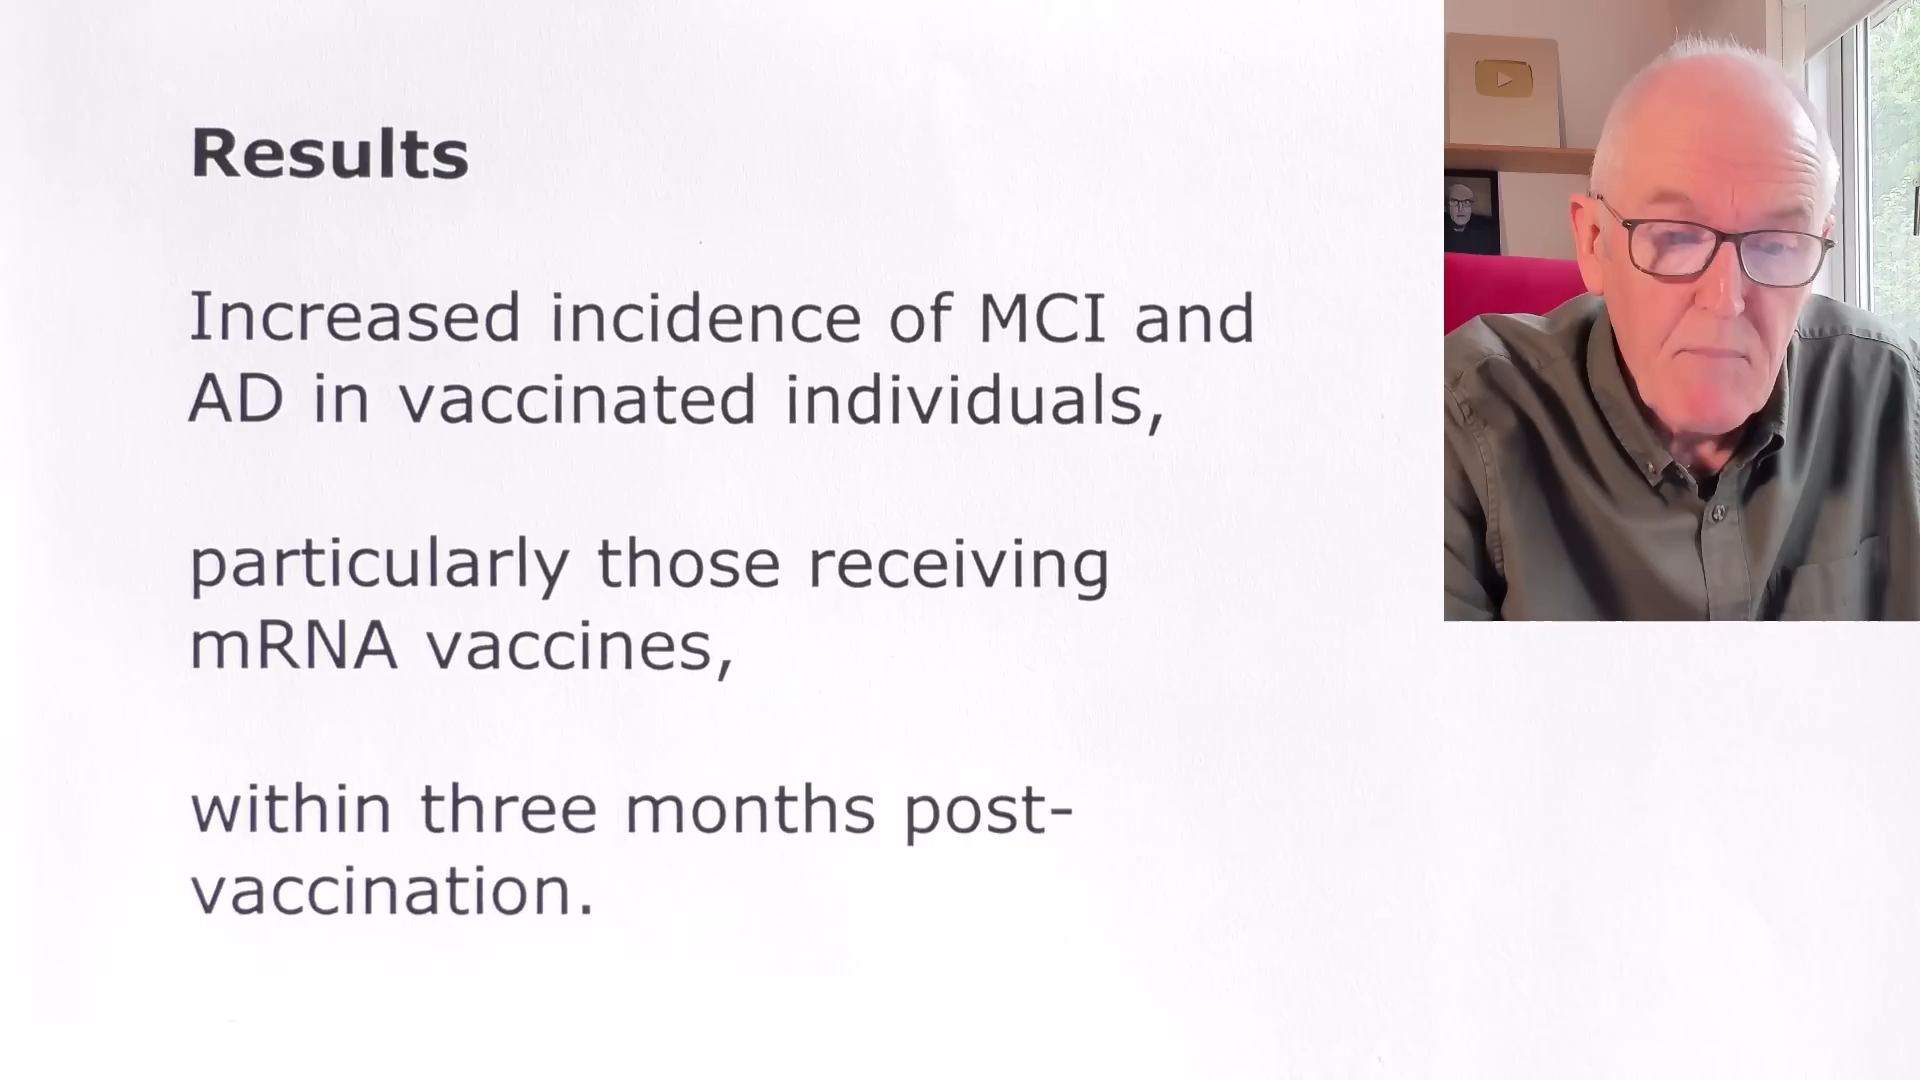 Results
Increased incidence of MCI and
AD in vaccinated individuals,
particularly those receiving
mRNA vaccines,
within three months post-
vaccination.